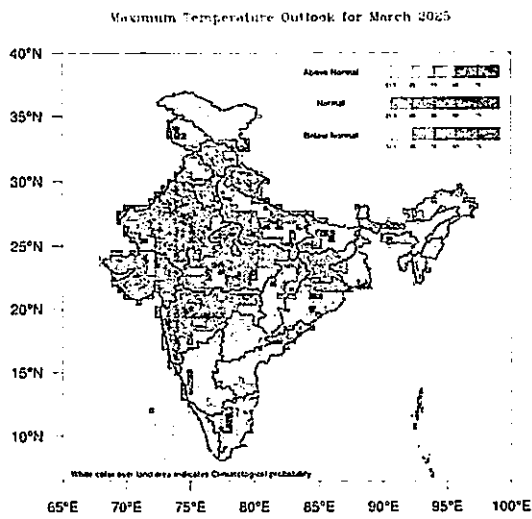 Maximum Temperature Outlook for March 2025
40°N
35°N
30°N
25°N
20°N
15°N
10°N
Above Normal
Normal
Below Normal
White color over land area indicates Climatological probability
65°E 70°E 75°E 80°E 85°E 90°E 95°E 100°E